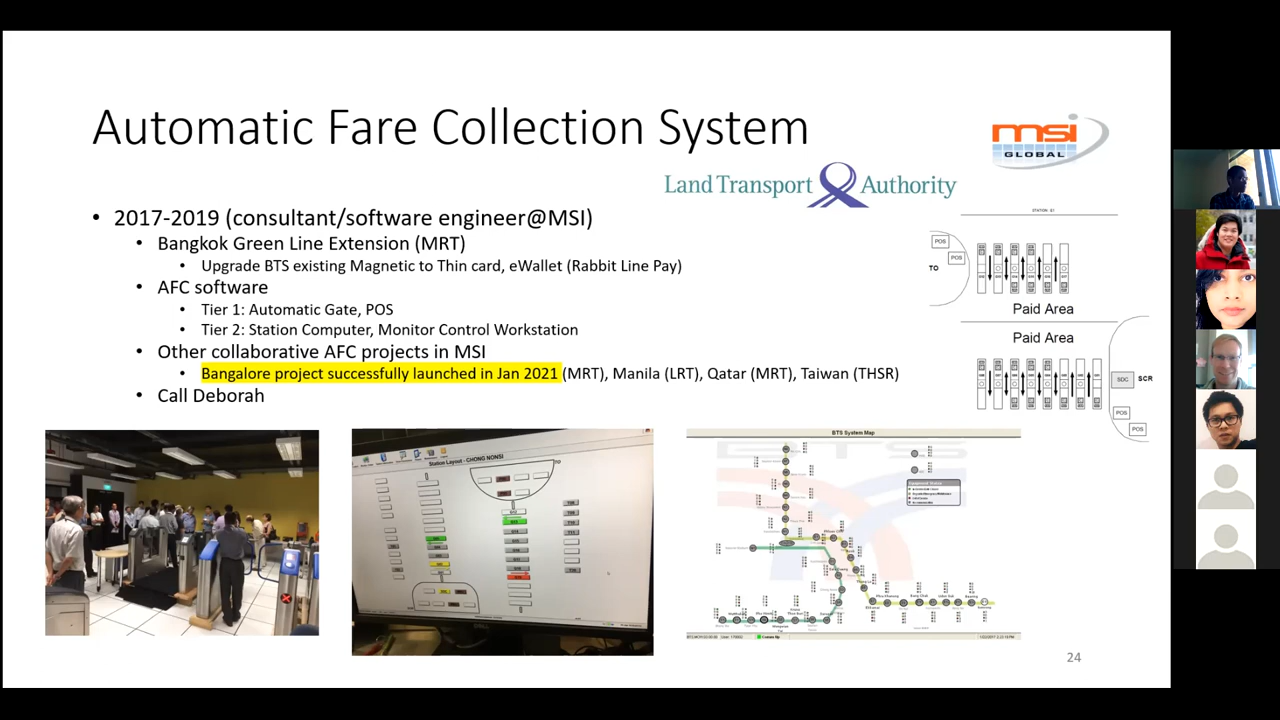 Automatic Fare Collection System
msi
GLOBAL
Land Transport Authority
• 2017-2019 (consultant/software engineer@MSI)
• Bangkok Green Line Extension (MRT)
• Upgrade BTS existing Magnetic to Thin card, eWallet (Rabbit Line Pay)
• AFC software
• Tier 1: Automatic Gate, POS
• Tier 2: Station Computer, Monitor Control Workstation
• Other collaborative AFC projects in MSI
• Bangalore project successfully launched in Jan 2021 (MRT), Manila (LRT), Qatar (MRT), Taiwan (THSR)
• Call Deborah
POS
POS
TO
Paid Area
Paid Area
SDC
SCR
POS
POS
Station Layout - CHONG NONSI
BTS System Map
24